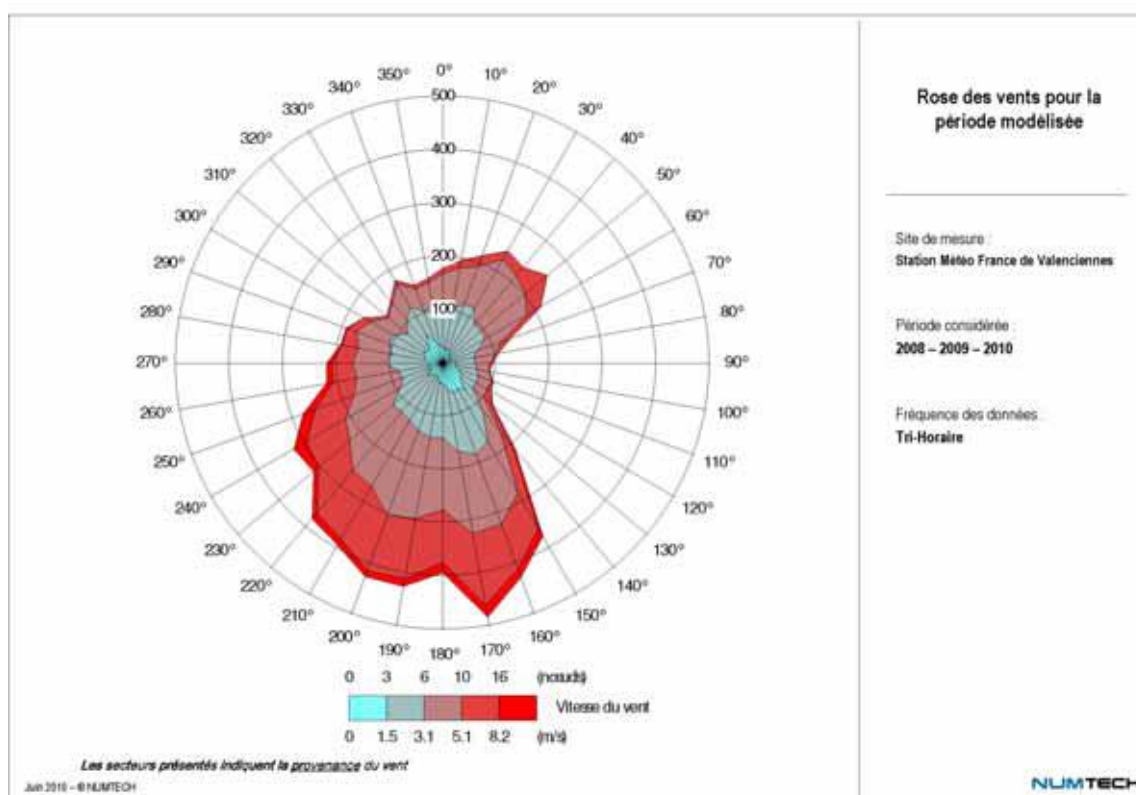 Rose des vents pour la
période modélisée
Site de mesure :
Station Météo France de Valenciennes
Période considérée :
2008 – 2009 – 2010
Fréquence des données :
Tri-Horaire
0°
10°
20°
30°
40°
50°
60°
70°
80°
90°
100°
110°
120°
130°
140°
150°
160°
170°
180°
190°
200°
210°
220°
230°
240°
250°
260°
270°
280°
290°
300°
310°
320°
330°
340°
350°
500
400
300
200
100
0 3 6 10 16 (nœuds)
Vitesse du vent
0 1.5 3.1 5.1 8.2 (m/s)
Les secteurs présentés indiquent la provenance du vent
Juin 2010 – © NUMTECH
NUMTECH